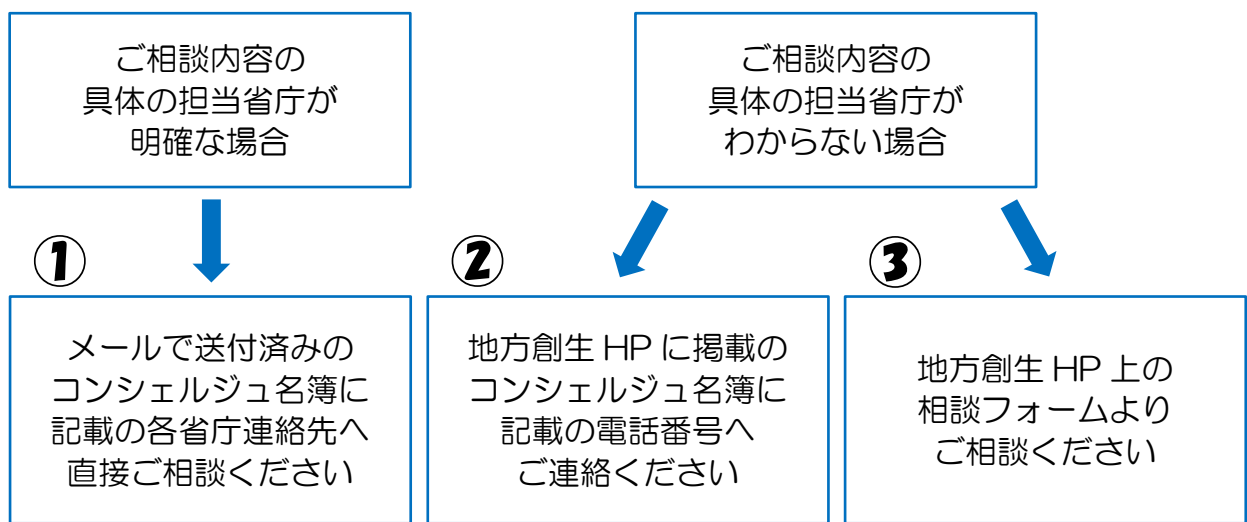 ご相談内容の
具体の担当省庁が
明確な場合
ご相談内容の
具体の担当省庁が
わからない場合
①
メールで送付済みの
コンシェルジュ名簿に
記載の各省庁連絡先へ
直接ご相談ください
②
地方創生 HP に掲載の
コンシェルジュ名簿に
記載の電話番号へ
ご連絡ください
③
地方創生 HP 上の
相談フォームより
ご相談ください